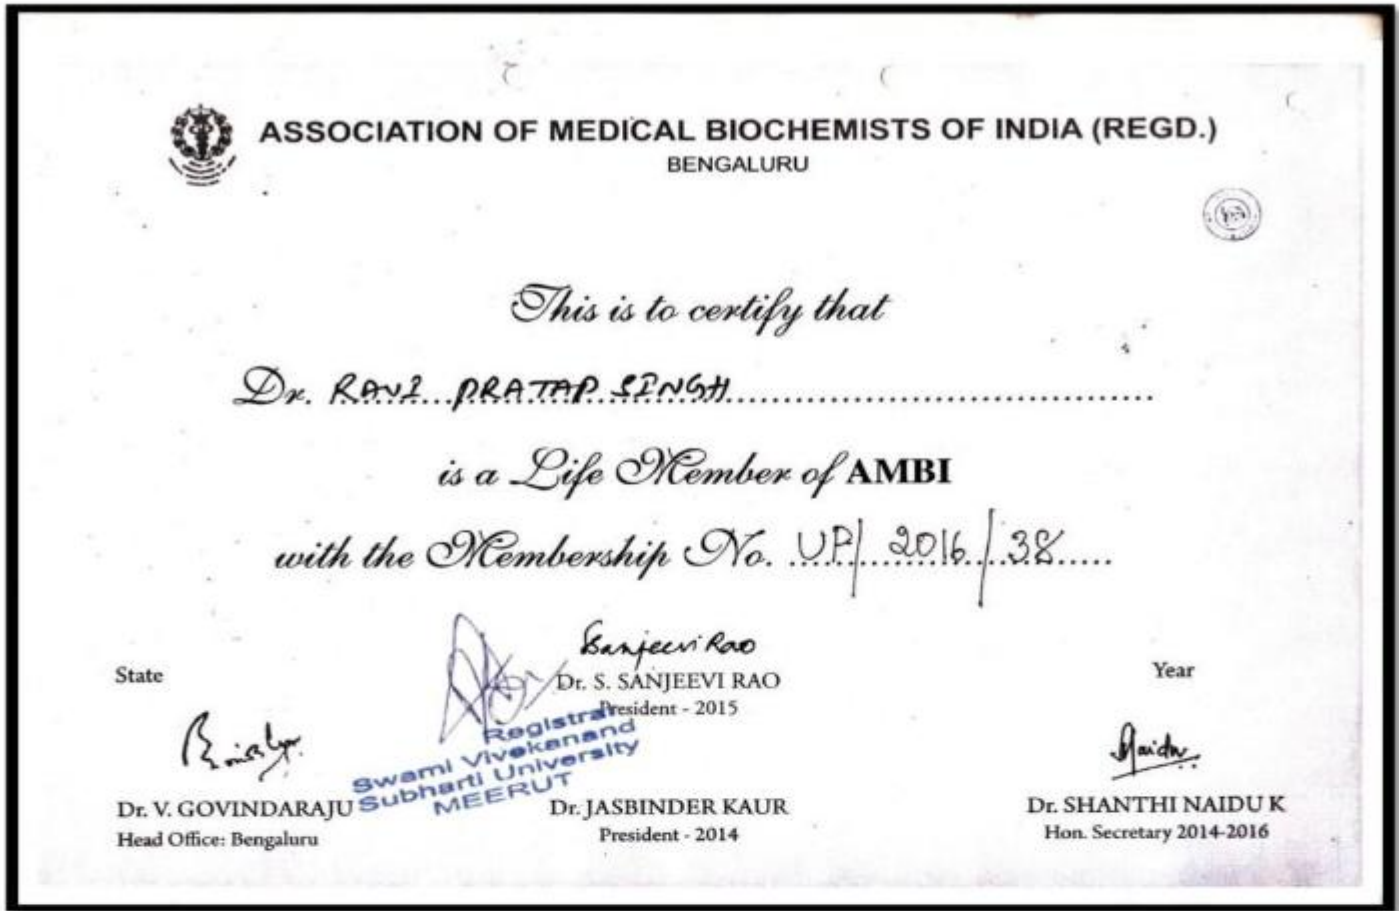 ASSOCIATION OF MEDICAL BIOCHEMISTS OF INDIA (REGD.)
BENGALURU
This is to certify that
Dr. RAVI PRATAP SINGH
is a Life Member of AMBI
with the Membership No. UP/2016/38
State
Sanjeevi Rao
Dr. S. SANJEEVI RAO
President - 2015
Year
Registrar
Swami Vivekanand
Subharti University
MEERUT
Naidu
Dr. V. GOVINDARAJU
Head Office: Bengaluru
Dr. JASBINDER KAUR
President - 2014
Dr. SHANTHI NAIDU K
Hon. Secretary 2014-2016